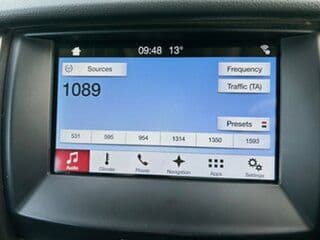 09:48 13°
Sources
Frequency
1089
Traffic (TA)
Presets
531 595 954 1314 1350 1593
Audio Climate Phone Navigation Apps Settings